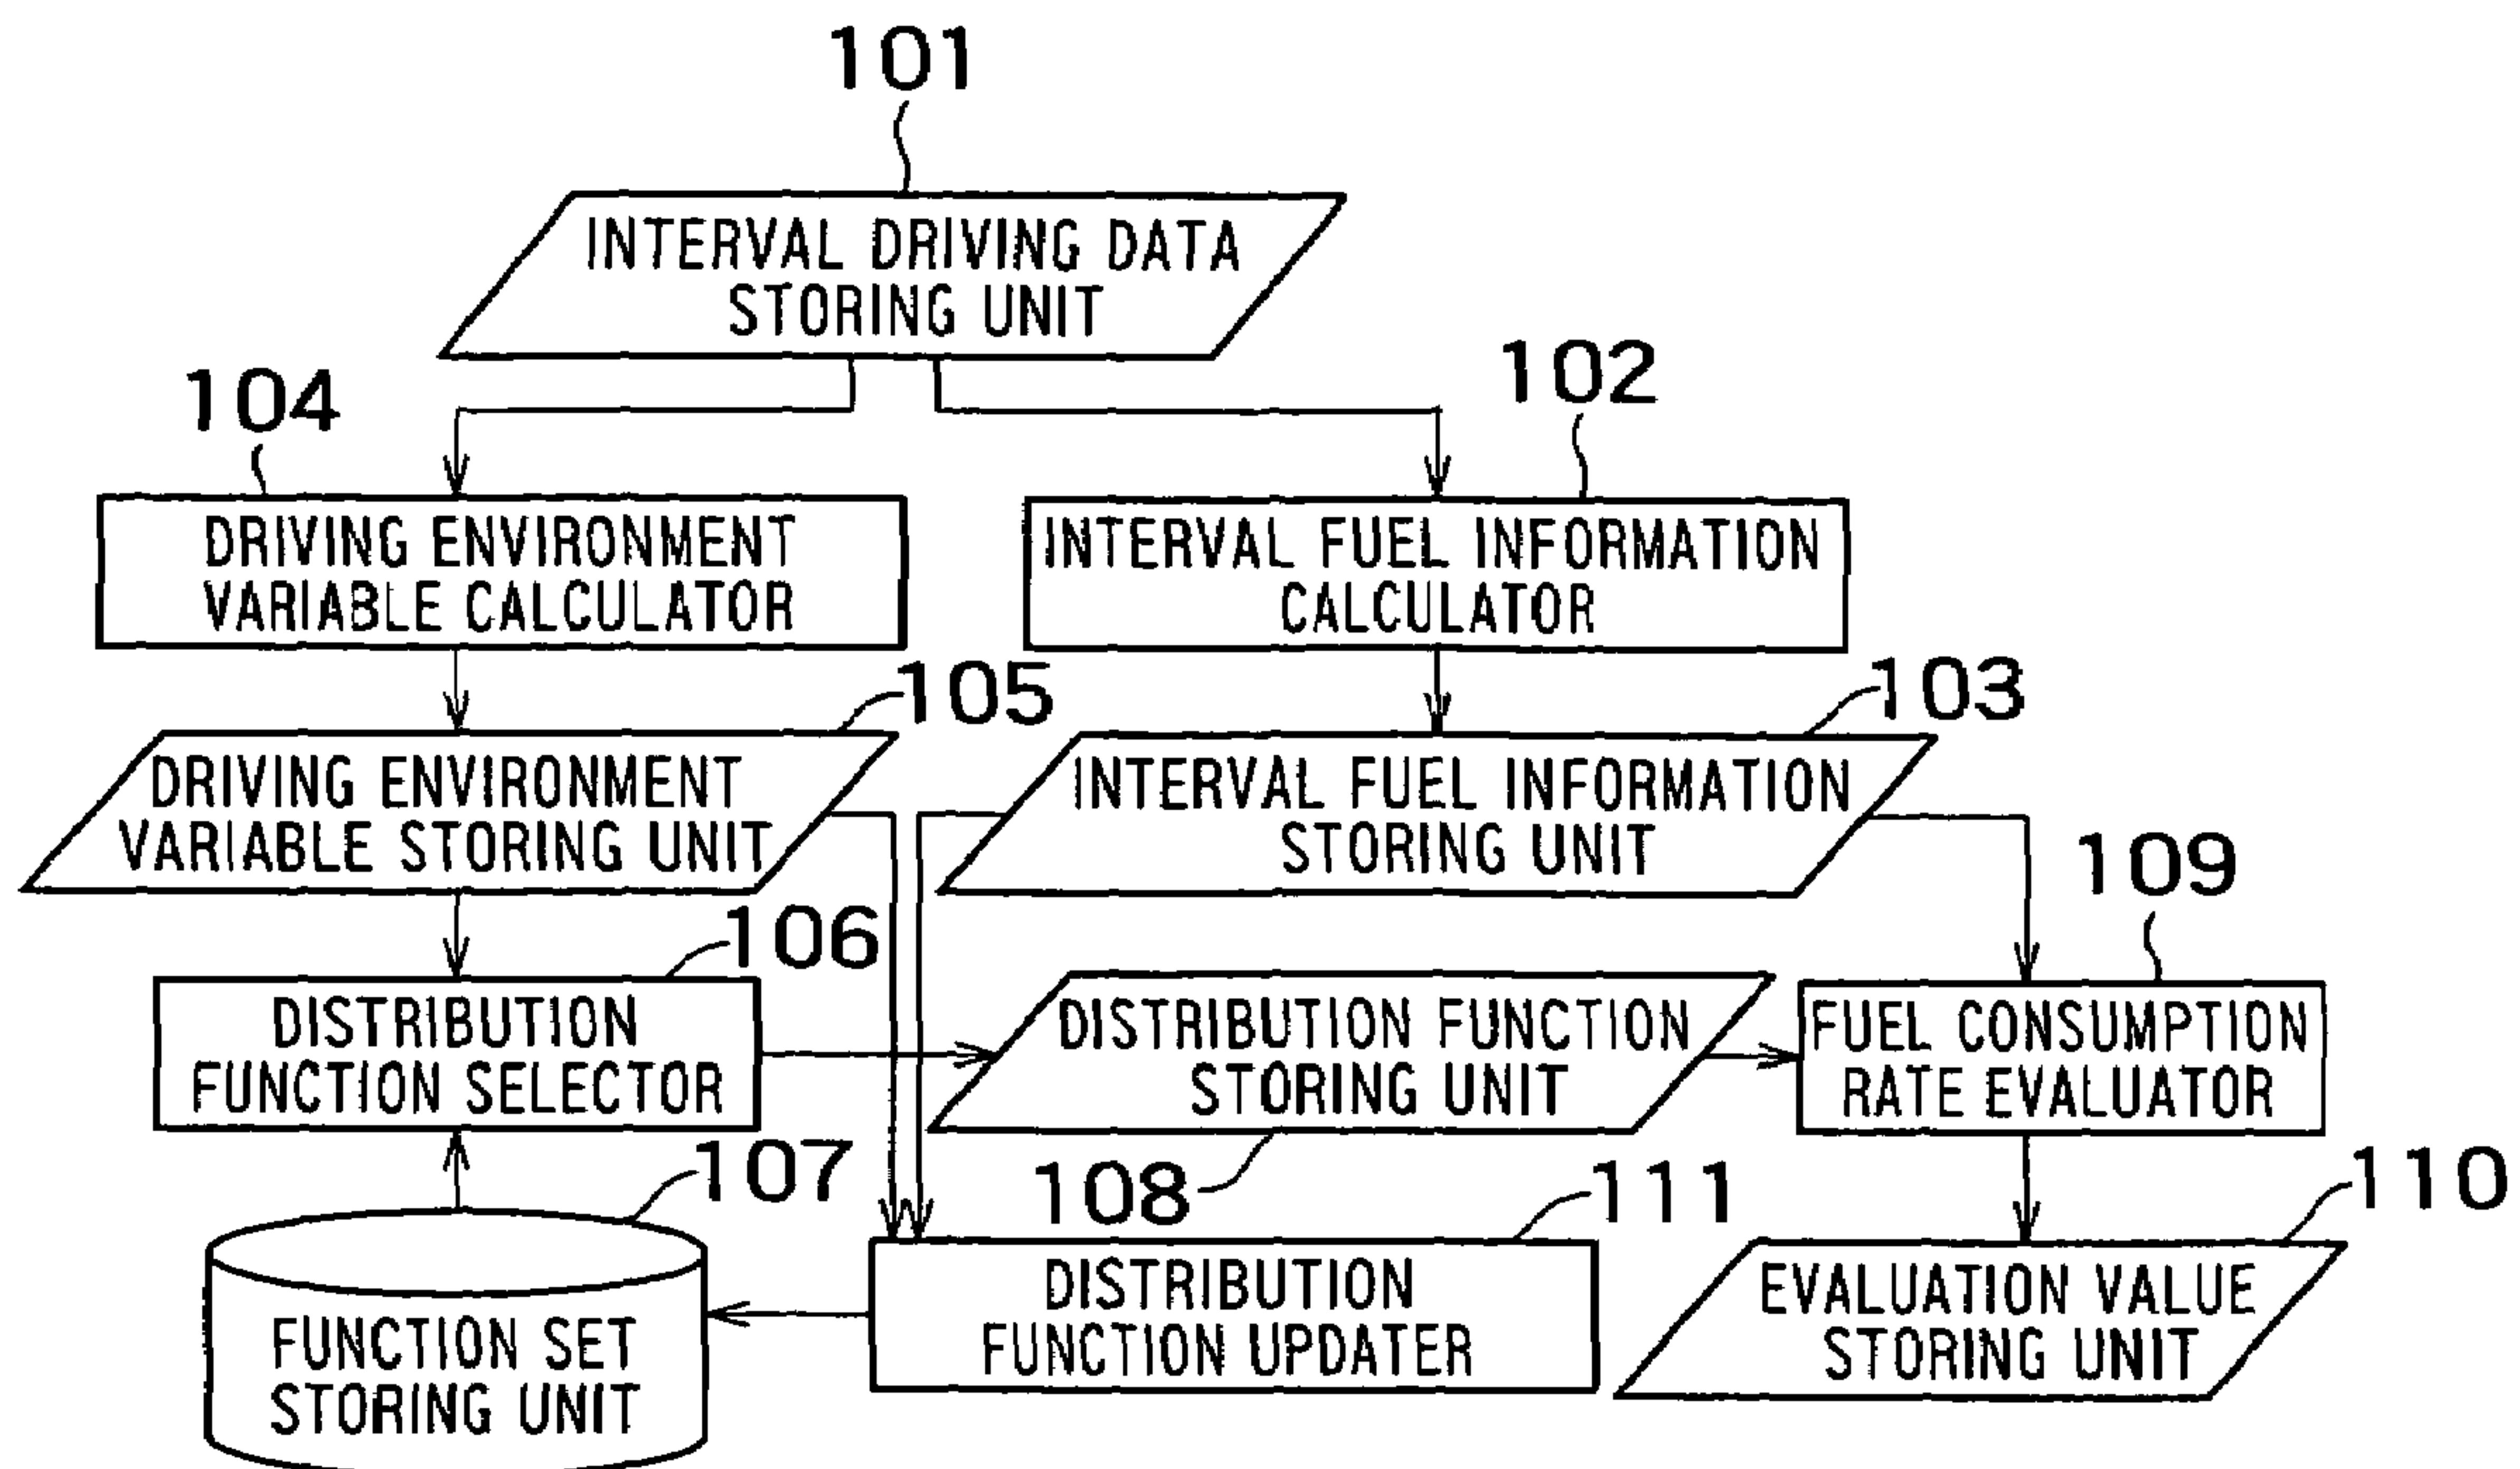 101
INTERVAL DRIVING DATA
STORING UNIT
104
102
DRIVING ENVIRONMENT
VARIABLE CALCULATOR
INTERVAL FUEL INFORMATION
CALCULATOR
105
103
DRIVING ENVIRONMENT
VARIABLE STORING UNIT
INTERVAL FUEL INFORMATION
STORING UNIT
109
106
DISTRIBUTION
FUNCTION SELECTOR
DISTRIBUTION FUNCTION
STORING UNIT
FUEL CONSUMPTION
RATE EVALUATOR
107
108
111
110
FUNCTION SET
STORING UNIT
DISTRIBUTION
FUNCTION UPDATER
EVALUATION VALUE
STORING UNIT